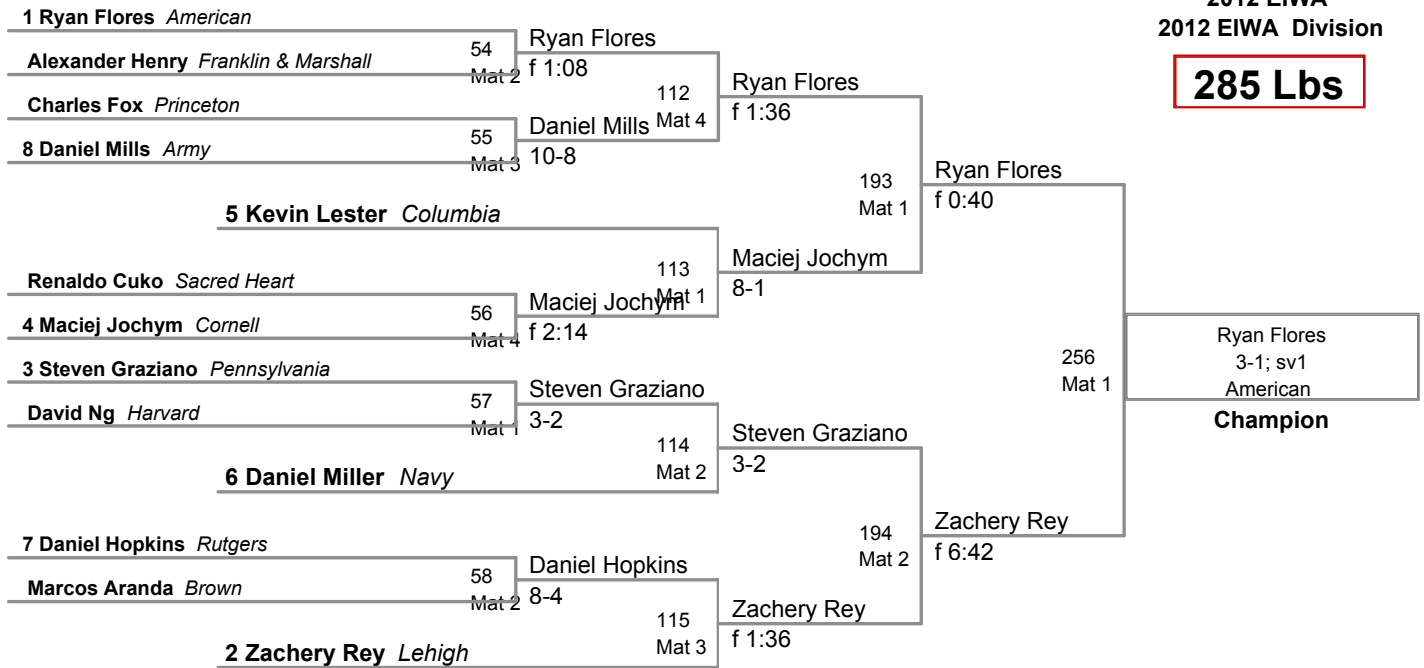 2012 EIWA
2012 EIWA Division
285 Lbs
1 Ryan Flores American
Alexander Henry Franklin & Marshall
Charles Fox Princeton
8 Daniel Mills Army
5 Kevin Lester Columbia
Renaldo Cuko Sacred Heart
4 Maciej Jochym Cornell
3 Steven Graziano Pennsylvania
David Ng Harvard
6 Daniel Miller Navy
7 Daniel Hopkins Rutgers
Marcos Aranda Brown
2 Zachery Rey Lehigh
54
Mat 2
Ryan Flores
f 1:08
55
Mat 3
Daniel Mills
10-8
56
Mat 4
Maciej Jochym
f 2:14
57
Mat 1
Steven Graziano
3-2
58
Mat 2
Daniel Hopkins
8-4
112
Mat 4
Ryan Flores
f 1:36
113
Mat 1
Maciej Jochym
8-1
114
Mat 2
Steven Graziano
3-2
115
Mat 3
Zachery Rey
f 1:36
193
Mat 1
Ryan Flores
f 0:40
194
Mat 2
Zachery Rey
f 6:42
256
Mat 1
Ryan Flores
3-1; sv1
American
Champion